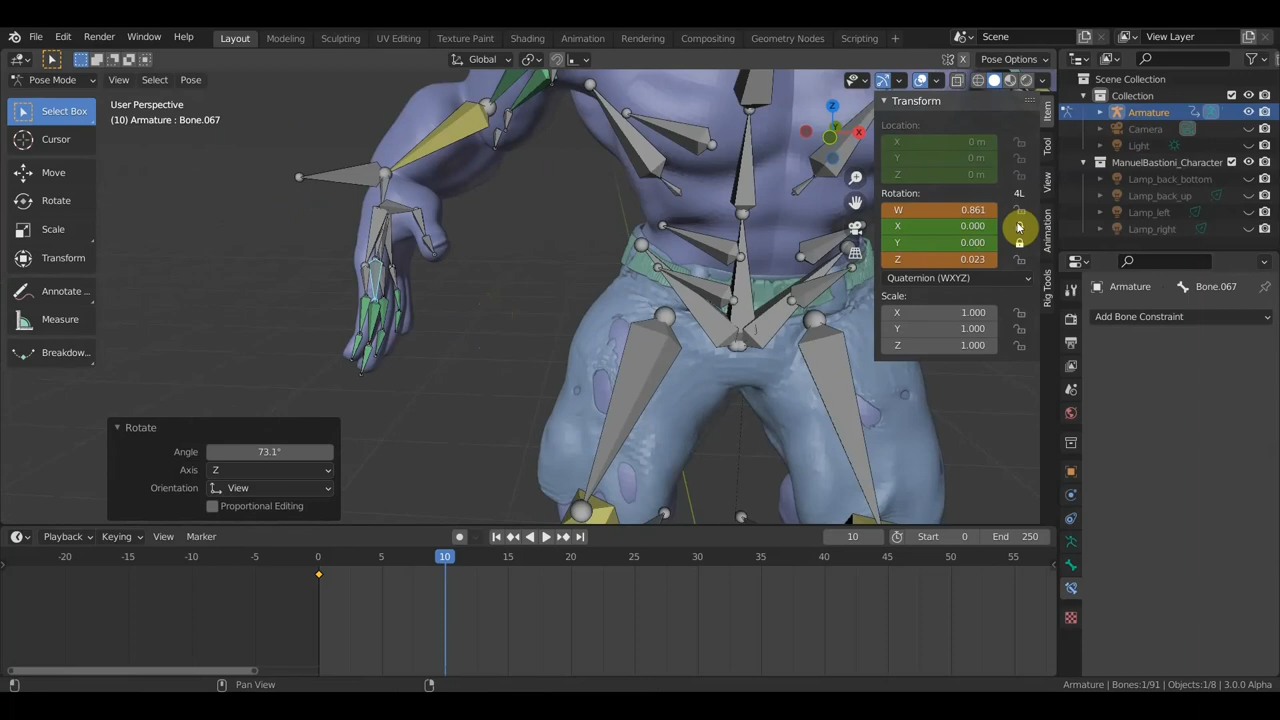 File Edit Render Window Help Layout Modeling Sculpting UV Editing Texture Paint Shading Animation Rendering Compositing Geometry Nodes Scripting + Scene View Layer
Global Pose Options
Pose Mode View Select Pose
User Perspective
(10) Armature : Bone.067
Select Box
Cursor
Move
Rotate
Scale
Transform
Annotate ...
Measure
Breakdow...
Transform
Location:
X 0 m
Y 0 m
Z 0 m
Rotation: 4L
W 0.861
X 0.000
Y 0.000
Z 0.023
Quaternion (WXYZ)
Scale:
X 1.000
Y 1.000
Z 1.000
Item
Tool
View
Animation
Rig Tools
Z
Y
X
Scene Collection
Collection
Armature
Camera
Light
ManuelBastioni_Character
Lamp_back_bottom
Lamp_back_up
Lamp_left
Lamp_right
Armature Bone.067
Add Bone Constraint
Rotate
Angle 73.1°
Axis Z
Orientation View
Proportional Editing
Playback Keying View Marker 10 Start 0 End 250
-20 -15 -10 -5 0 5 10 15 20 25 30 35 40 45 50 55
Pan View
Armature | Bones:1/91 | Objects:1/8 | 3.0.0 Alpha